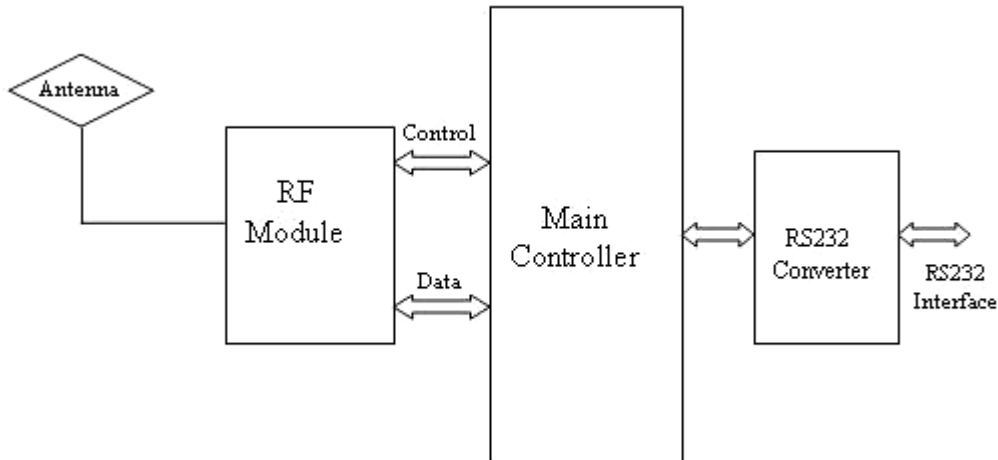 Antenna
RF
Module
Control
Data
Main
Controller
RS232
Converter
RS232
Interface